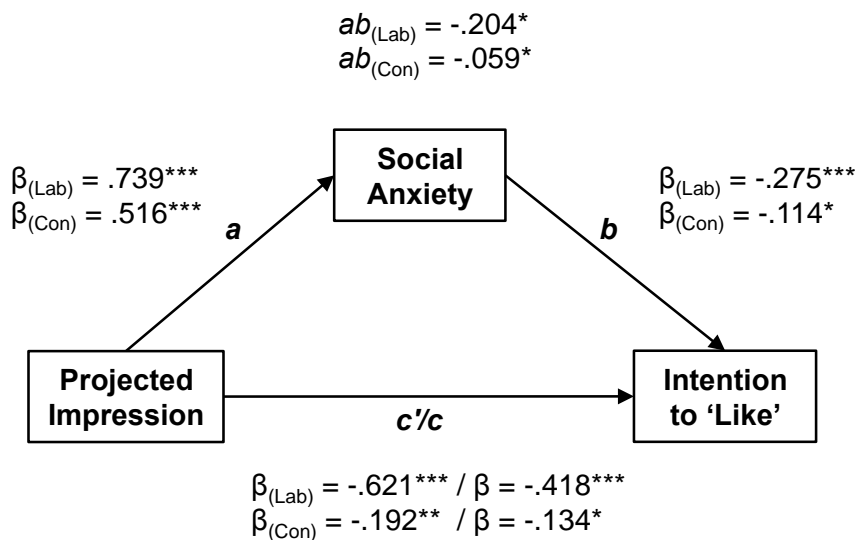 ab(Lab) = -.204*
ab(Con) = -.059*
Social
Anxiety
β(Lab) = .739***
β(Con) = .516***
β(Lab) = -.275***
β(Con) = -.114*
a
b
Projected
Impression
Intention
to ‘Like’
c'/c
β(Lab) = -.621*** / β = -.418***
β(Con) = -.192** / β = -.134*